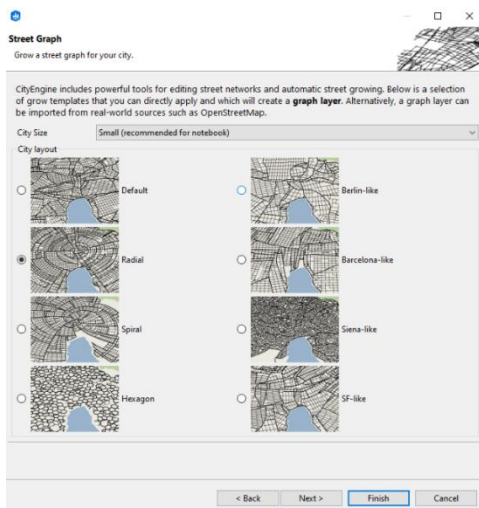 Street Graph
Grow a street graph for your city.
CityEngine includes powerful tools for editing street networks and automatic street growing. Below is a selection
of grow templates that you can directly apply and which will create a graph layer. Alternatively, a graph layer can
be imported from real-world sources such as OpenStreetMap.
City Size Small (recommended for notebook)
City layout
Default Berlin-like
Radial Barcelona-like
Spiral Siena-like
Hexagon SF-like
< Back Next > Finish Cancel